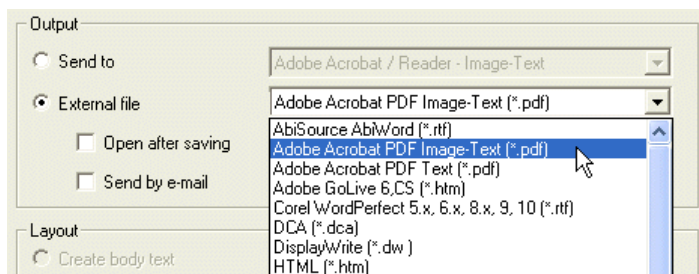 Output
Send to
Adobe Acrobat / Reader - Image-Text
External file
Adobe Acrobat PDF Image-Text (*.pdf)
AbiSource AbiWord (*.rtf)
Open after saving
Adobe Acrobat PDF Image-Text (*.pdf)
Adobe Acrobat PDF Text (*.pdf)
Send by e-mail
Adobe GoLive 6,CS (*.htm)
Corel WordPerfect 5.x, 6.x, 8.x, 9, 10 (*.rtf)
Layout
DCA (*.dca)
DisplayWrite (*.dw )
Create body text
HTML (*.htm)